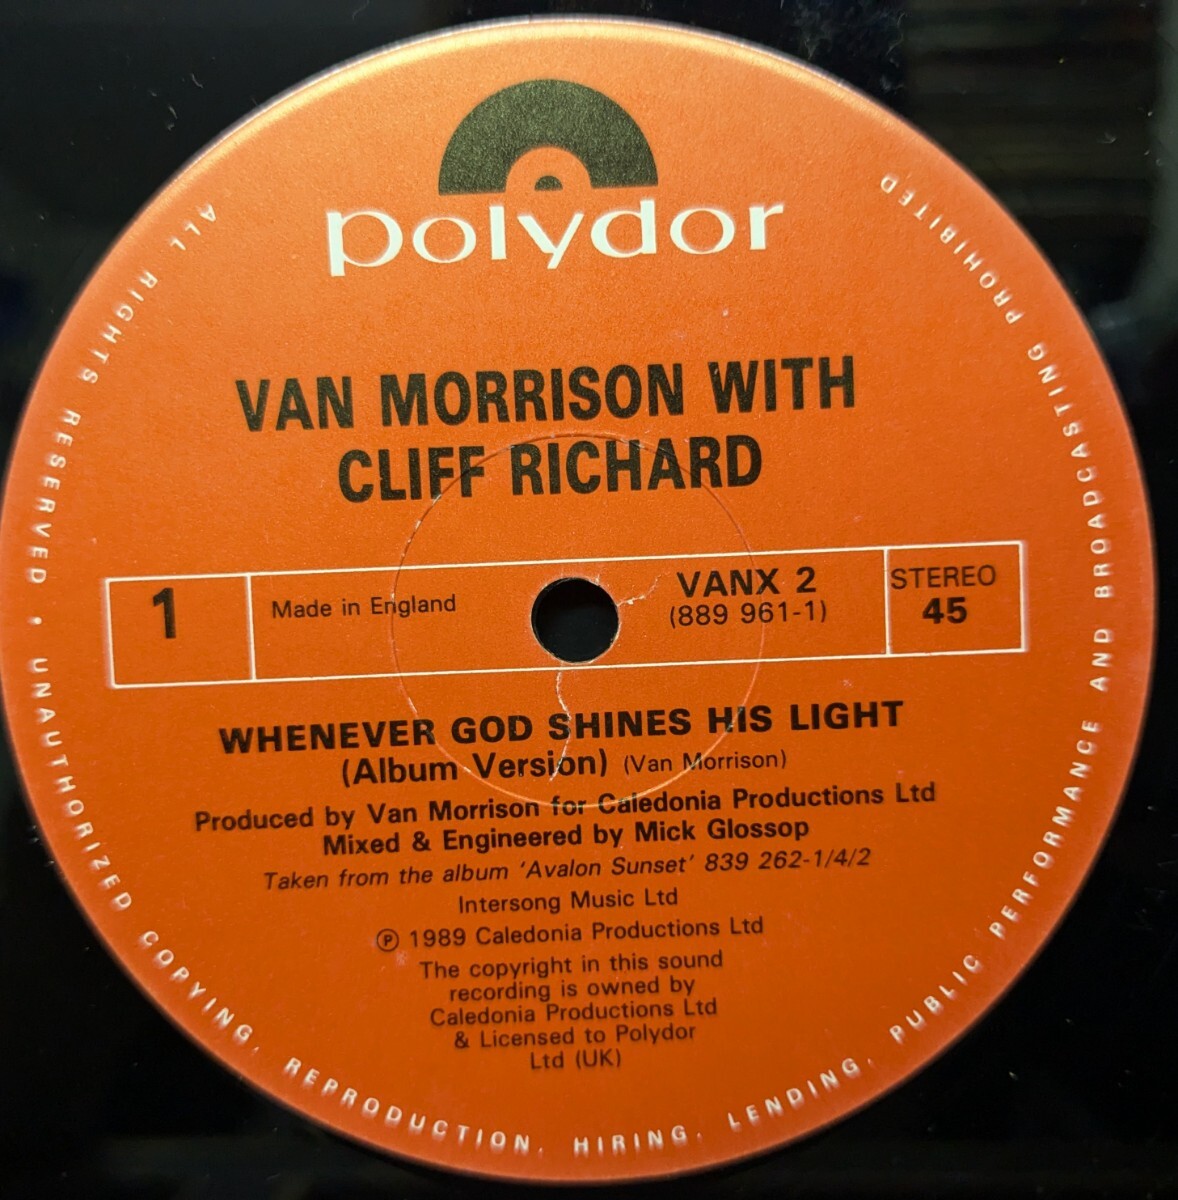 polydor
VAN MORRISON WITH
CLIFF RICHARD
1
Made in England
VANX 2
(889 961-1)
STEREO
45
WHENEVER GOD SHINES HIS LIGHT
(Album Version) (Van Morrison)
Produced by Van Morrison for Caledonia Productions Ltd
Mixed & Engineered by Mick Glossop
Taken from the album 'Avalon Sunset' 839 262-1/4/2
Intersong Music Ltd
℗ 1989 Caledonia Productions Ltd
The copyright in this sound
recording is owned by
Caledonia Productions Ltd
& Licensed to Polydor
Ltd (UK)
ALL RIGHTS RESERVED • UNAUTHORIZED COPYING, REPRODUCTION, HIRING, LENDING, PUBLIC PERFORMANCE AND BROADCASTING PROHIBITED